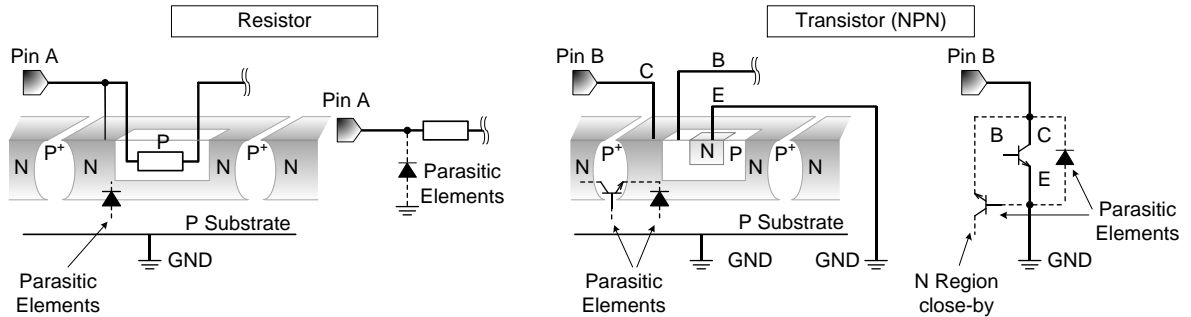 Resistor
Transistor (NPN)
Pin A
Pin B
C
B
E
Pin B
Pin A
P
N
P+
N
N
P+
N
Parasitic
Elements
N
P+
N
N
P
P+
N
B
C
E
P Substrate
GND
Parasitic
Elements
P Substrate
GND
GND
Parasitic
Elements
Parasitic
Elements
GND
N Region
close-by